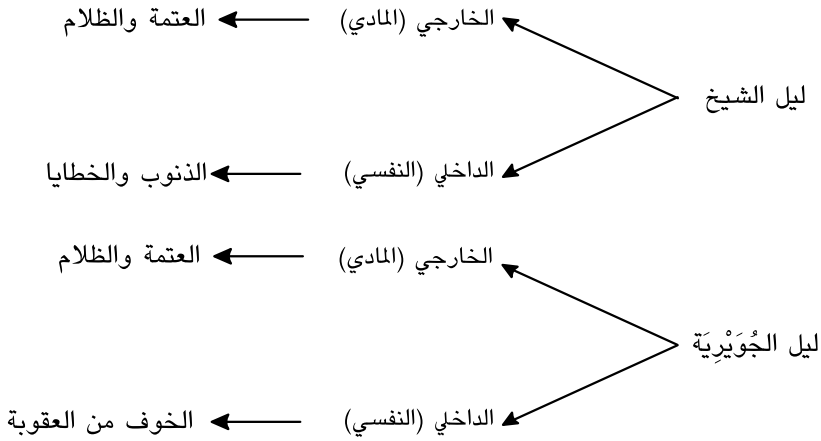 الخارجي (المادي) العتمة والظلام
ليل الشيخ
الداخلي (النفسي) الذنوب والخطايا
الخارجي (المادي) العتمة والظلام
ليل الجُوَيْرِيَة
الداخلي (النفسي) الخوف من العقوبة